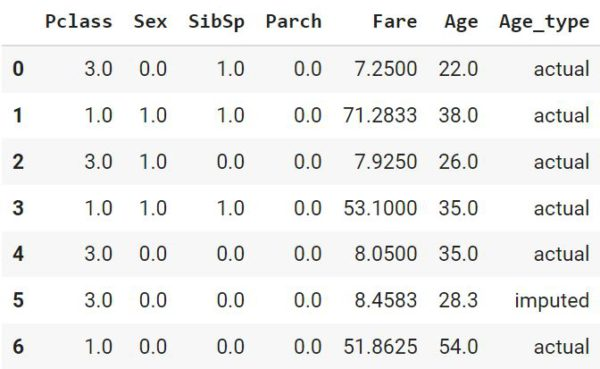 Pclass Sex SibSp Parch Fare Age Age_type
0 3.0 0.0 1.0 0.0 7.2500 22.0 actual
1 1.0 1.0 1.0 0.0 71.2833 38.0 actual
2 3.0 1.0 0.0 0.0 7.9250 26.0 actual
3 1.0 1.0 1.0 0.0 53.1000 35.0 actual
4 3.0 0.0 0.0 0.0 8.0500 35.0 actual
5 3.0 0.0 0.0 0.0 8.4583 28.3 imputed
6 1.0 0.0 0.0 0.0 51.8625 54.0 actual